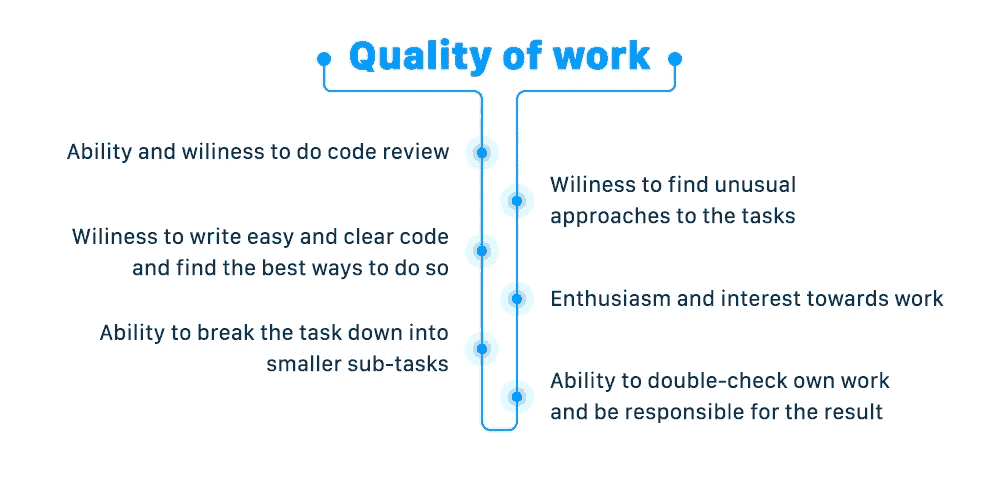 Quality of work
Ability and wiliness to do code review
Wiliness to find unusual
approaches to the tasks
Wiliness to write easy and clear code
and find the best ways to do so
Enthusiasm and interest towards work
Ability to break the task down into
smaller sub-tasks
Ability to double-check own work
and be responsible for the result